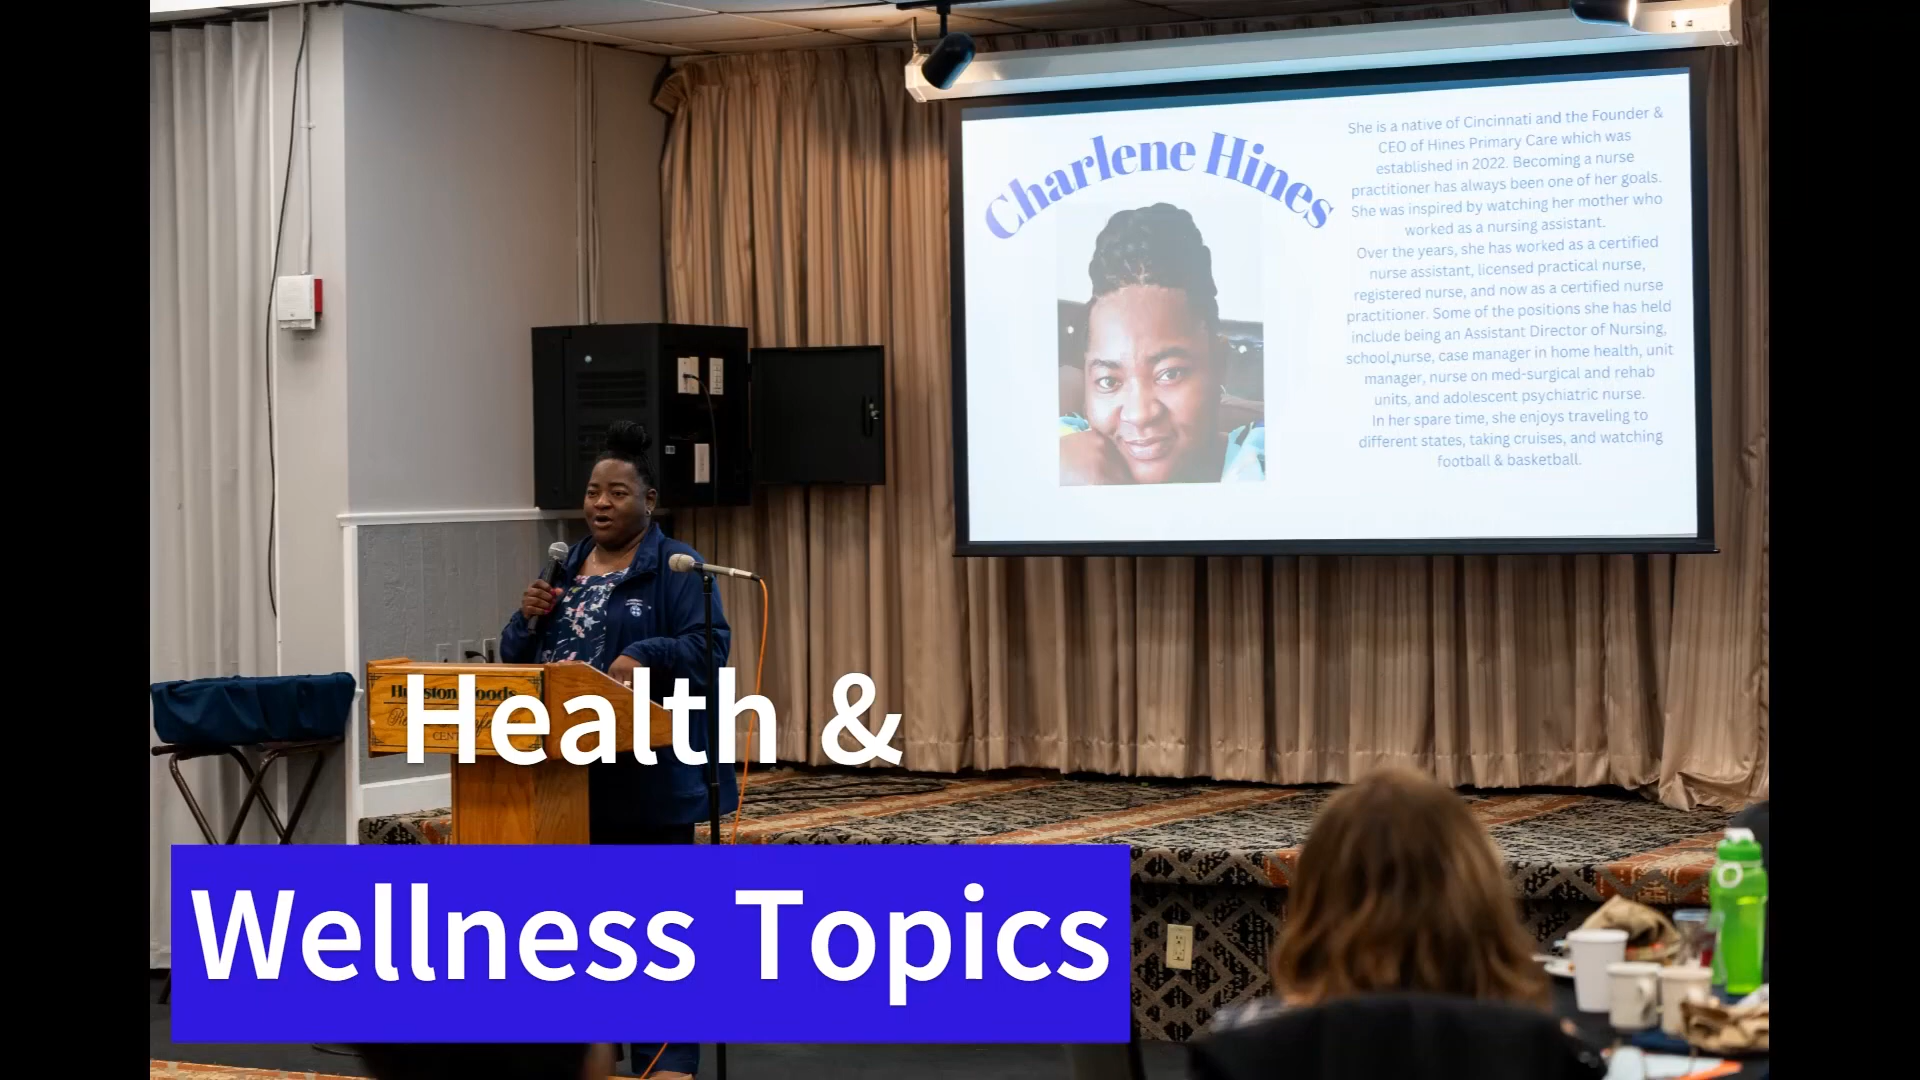 Charlene Hines
She is a native of Cincinnati and the Founder &
CEO of Hines Primary Care which was
established in 2022. Becoming a nurse
practitioner has always been one of her goals.
She was inspired by watching her mother who
worked as a nursing assistant.
Over the years, she has worked as a certified
nurse assistant, licensed practical nurse,
registered nurse, and now as a certified nurse
practitioner. Some of the positions she has held
include being an Assistant Director of Nursing,
school nurse, case manager in home health, unit
manager, nurse on med-surgical and rehab
units, and adolescent psychiatric nurse.
In her spare time, she enjoys traveling to
different states, taking cruises, and watching
football & basketball.
Health &
Wellness Topics